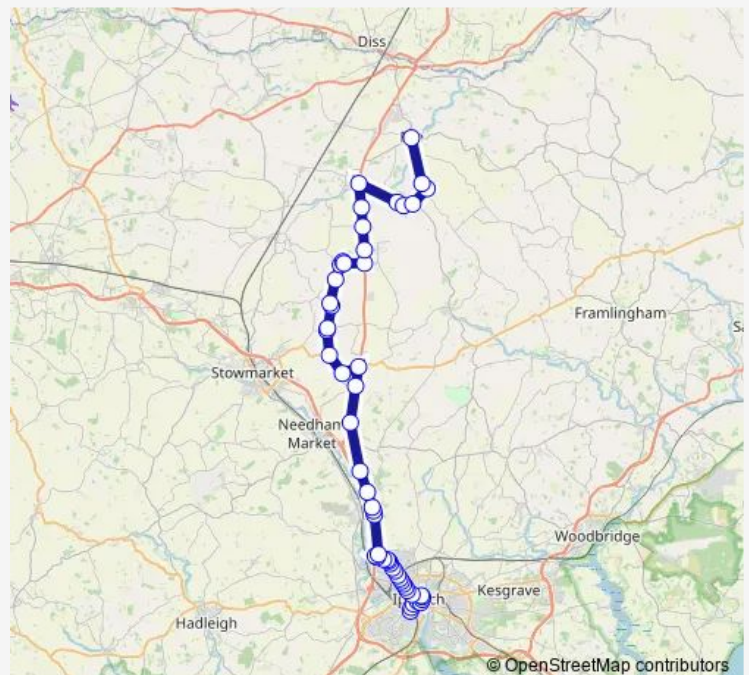 Diss
Framlingham
Stowmarket
Needham
Market
Woodbridge
Kesgrave
Hadleigh
© OpenStreetMap contributors